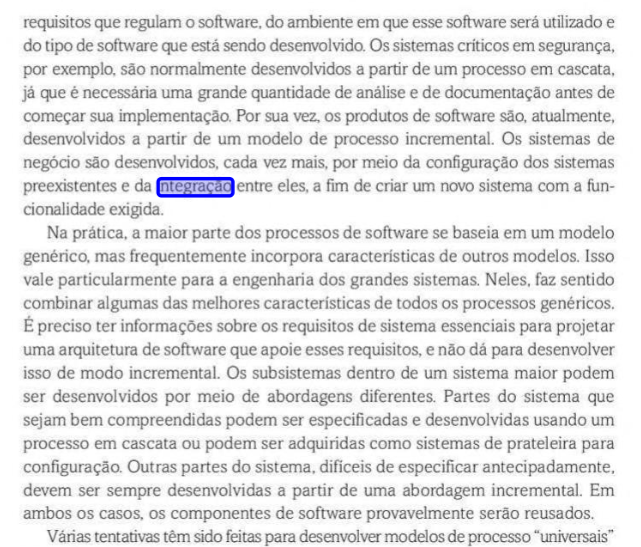 requisitos que regulam o software, do ambiente em que esse software será utilizado e
do tipo de software que está sendo desenvolvido. Os sistemas críticos em segurança,
por exemplo, são normalmente desenvolvidos a partir de um processo em cascata,
já que é necessária uma grande quantidade de análise e de documentação antes de
começar sua implementação. Por sua vez, os produtos de software são, atualmente,
desenvolvidos a partir de um modelo de processo incremental. Os sistemas de
negócio são desenvolvidos, cada vez mais, por meio da configuração dos sistemas
preexistentes e da integração entre eles, a fim de criar um novo sistema com a fun-
cionalidade exigida.
Na prática, a maior parte dos processos de software se baseia em um modelo
genérico, mas frequentemente incorpora características de outros modelos. Isso
vale particularmente para a engenharia dos grandes sistemas. Neles, faz sentido
combinar algumas das melhores características de todos os processos genéricos.
É preciso ter informações sobre os requisitos de sistema essenciais para projetar
uma arquitetura de software que apoie esses requisitos, e não dá para desenvolver
isso de modo incremental. Os subsistemas dentro de um sistema maior podem
ser desenvolvidos por meio de abordagens diferentes. Partes do sistema que
sejam bem compreendidas podem ser especificadas e desenvolvidas usando um
processo em cascata ou podem ser adquiridas como sistemas de prateleira para
configuração. Outras partes do sistema, difíceis de especificar antecipadamente,
devem ser sempre desenvolvidas a partir de uma abordagem incremental. Em
ambos os casos, os componentes de software provavelmente serão reusados.
Várias tentativas têm sido feitas para desenvolver modelos de processo “universais”